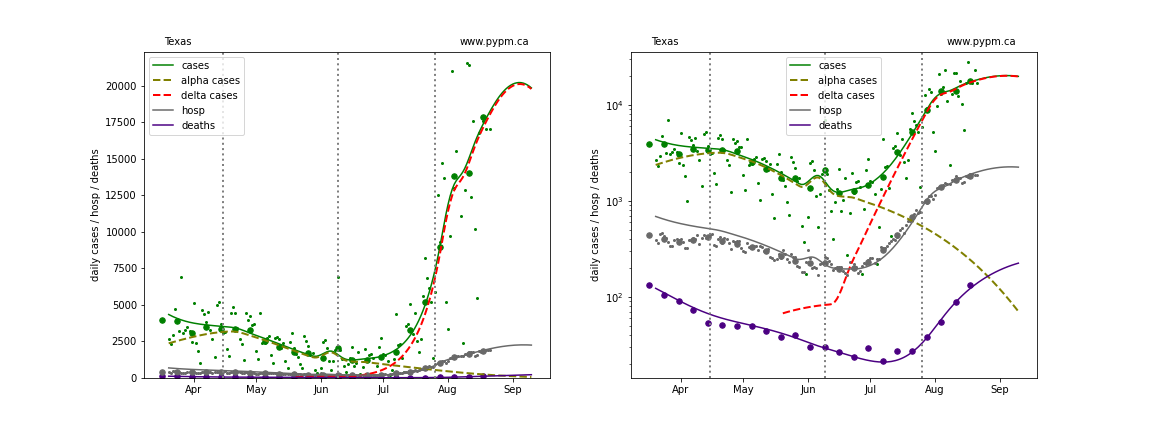 Texas www.pypm.ca
daily cases / hosp / deaths
20000
17500
15000
12500
10000
7500
5000
2500
0
cases
alpha cases
delta cases
hosp
deaths
Apr May Jun Jul Aug Sep
Texas www.pypm.ca
daily cases / hosp / deaths
10⁴
10³
10²
cases
alpha cases
delta cases
hosp
deaths
Apr May Jun Jul Aug Sep